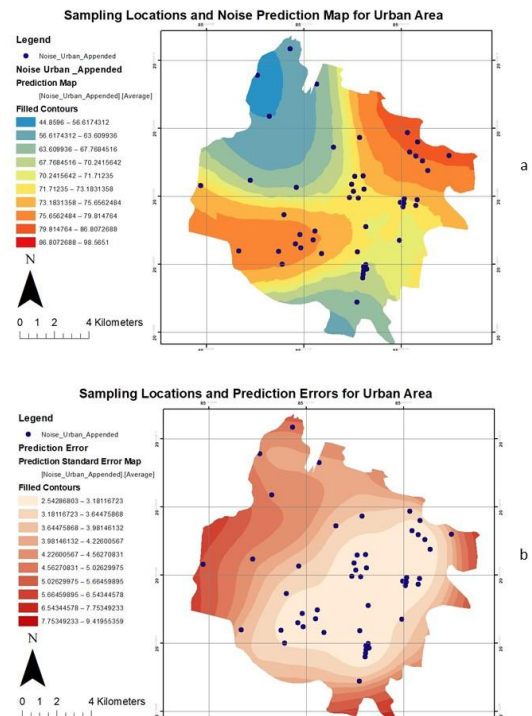 Sampling Locations and Noise Prediction Map for Urban Area
Legend
Noise_Urban_Appended
Noise Urban _Appended
Prediction Map
[Noise_Urban_Appended].[Average]
Filled Contours
44.8596 – 56.6174312
56.6174312 – 63.609936
63.609936 – 67.7684516
67.7684516 – 70.2415642
70.2415642 – 71.71235
71.71235 – 73.1831358
73.1831358 – 75.6562484
75.6562484 – 79.814764
79.814764 – 86.8072688
86.8072688 – 98.5651
N
0 1 2 4 Kilometers
a
Sampling Locations and Prediction Errors for Urban Area
Legend
Noise_Urban_Appended
Prediction Error
Prediction Standard Error Map
[Noise_Urban_Appended].[Average]
Filled Contours
2.54286803 – 3.18116723
3.18116723 – 3.64475868
3.64475868 – 3.98146132
3.98146132 – 4.22600567
4.22600567 – 4.56270831
4.56270831 – 5.02629975
5.02629975 – 5.66459895
5.66459895 – 6.54344578
6.54344578 – 7.75349233
7.75349233 – 9.41955359
N
0 1 2 4 Kilometers
b